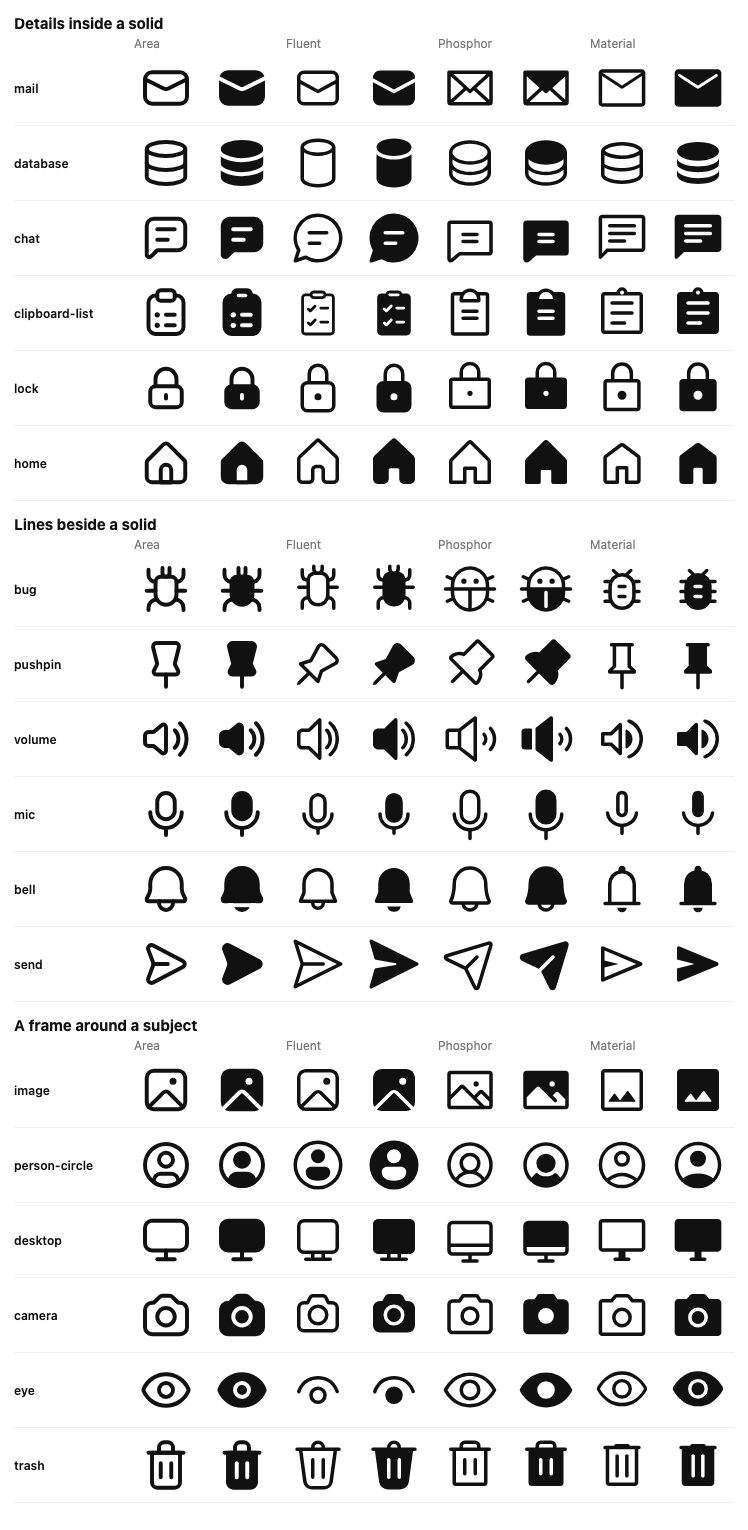 Details inside a solid
Area Fluent Phosphor Material
mail
database
chat
clipboard-list
lock
home
Lines beside a solid
Area Fluent Phosphor Material
bug
pushpin
volume
mic
bell
send
A frame around a subject
Area Fluent Phosphor Material
image
person-circle
desktop
camera
eye
trash